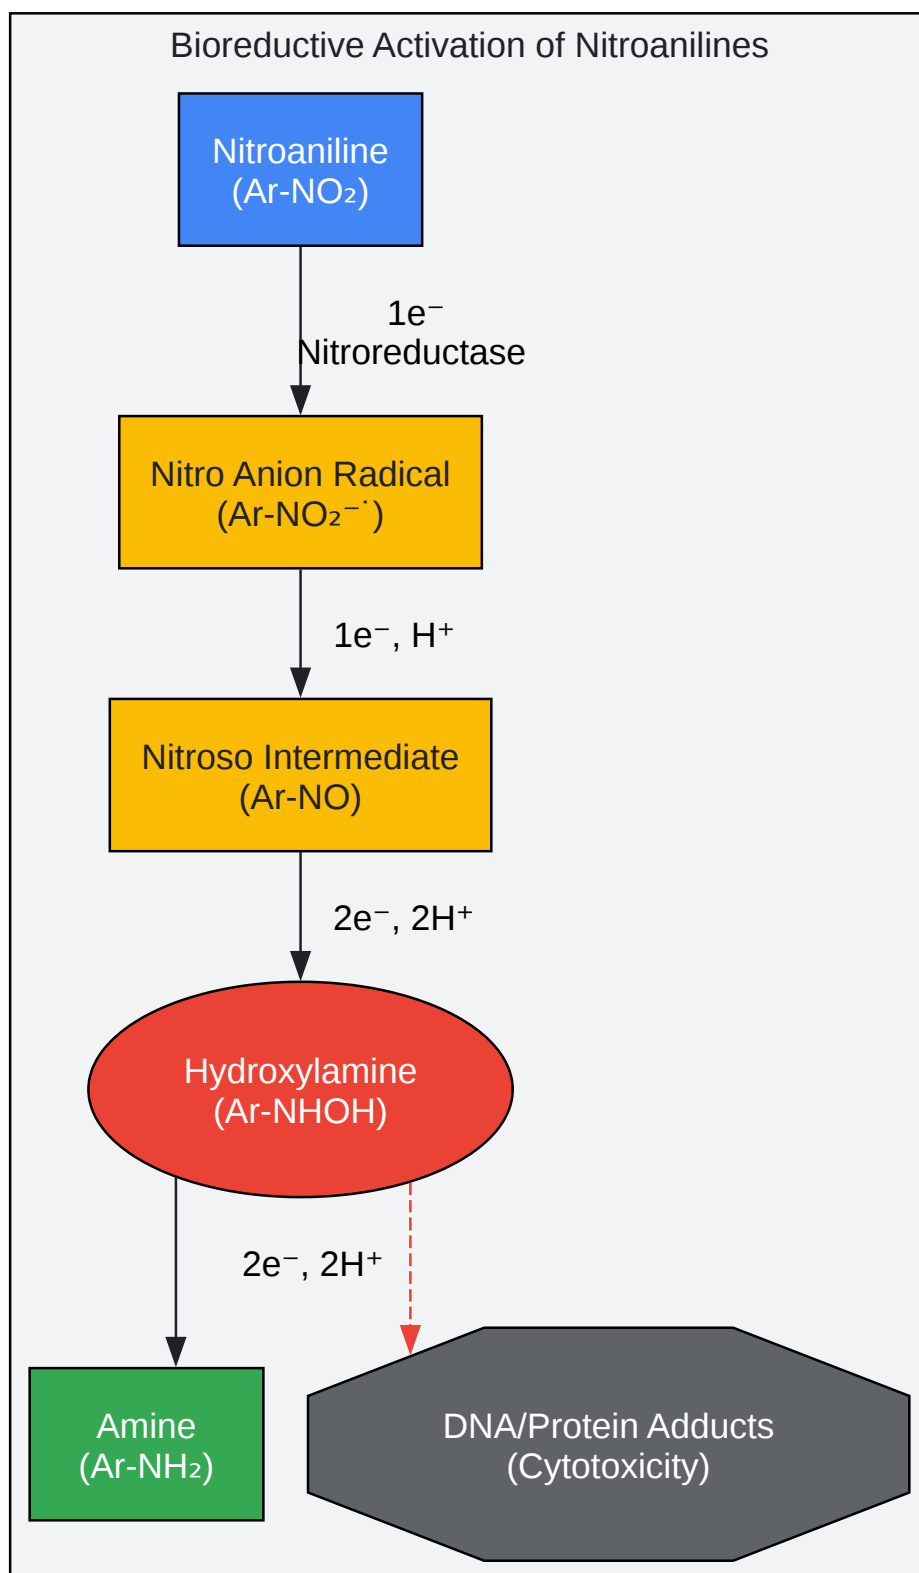 Bioreductive Activation of Nitroanilines
Nitroaniline
(Ar-NO₂)
1e⁻
Nitroreductase
Nitro Anion Radical
(Ar-NO₂⁻˙)
1e⁻, H⁺
Nitroso Intermediate
(Ar-NO)
2e⁻, 2H⁺
Hydroxylamine
(Ar-NHOH)
2e⁻, 2H⁺
Amine
(Ar-NH₂)
DNA/Protein Adducts
(Cytotoxicity)